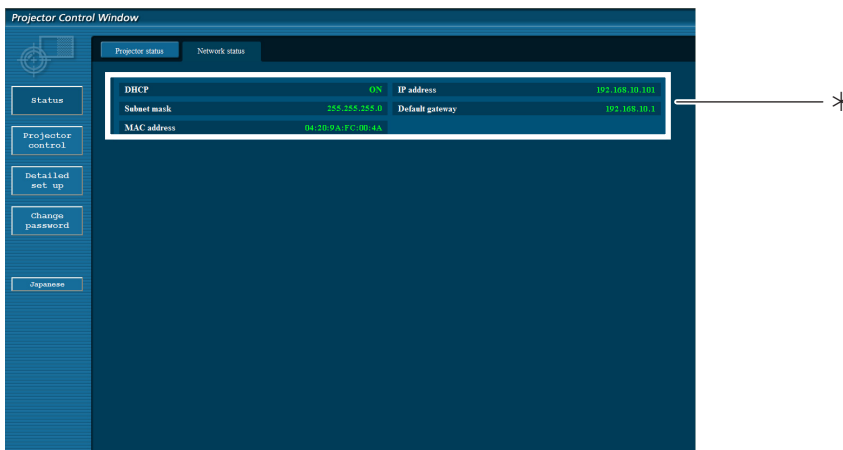 Projector Control Window
Projector status
Network status
DHCP ON IP address 192.168.10.101
Subnet mask 255.255.255.0 Default gateway 192.168.10.1
MAC address 04:20:9A:FC:00:4A
Status
Projector
control
Detailed
set up
Change
password
Japanese